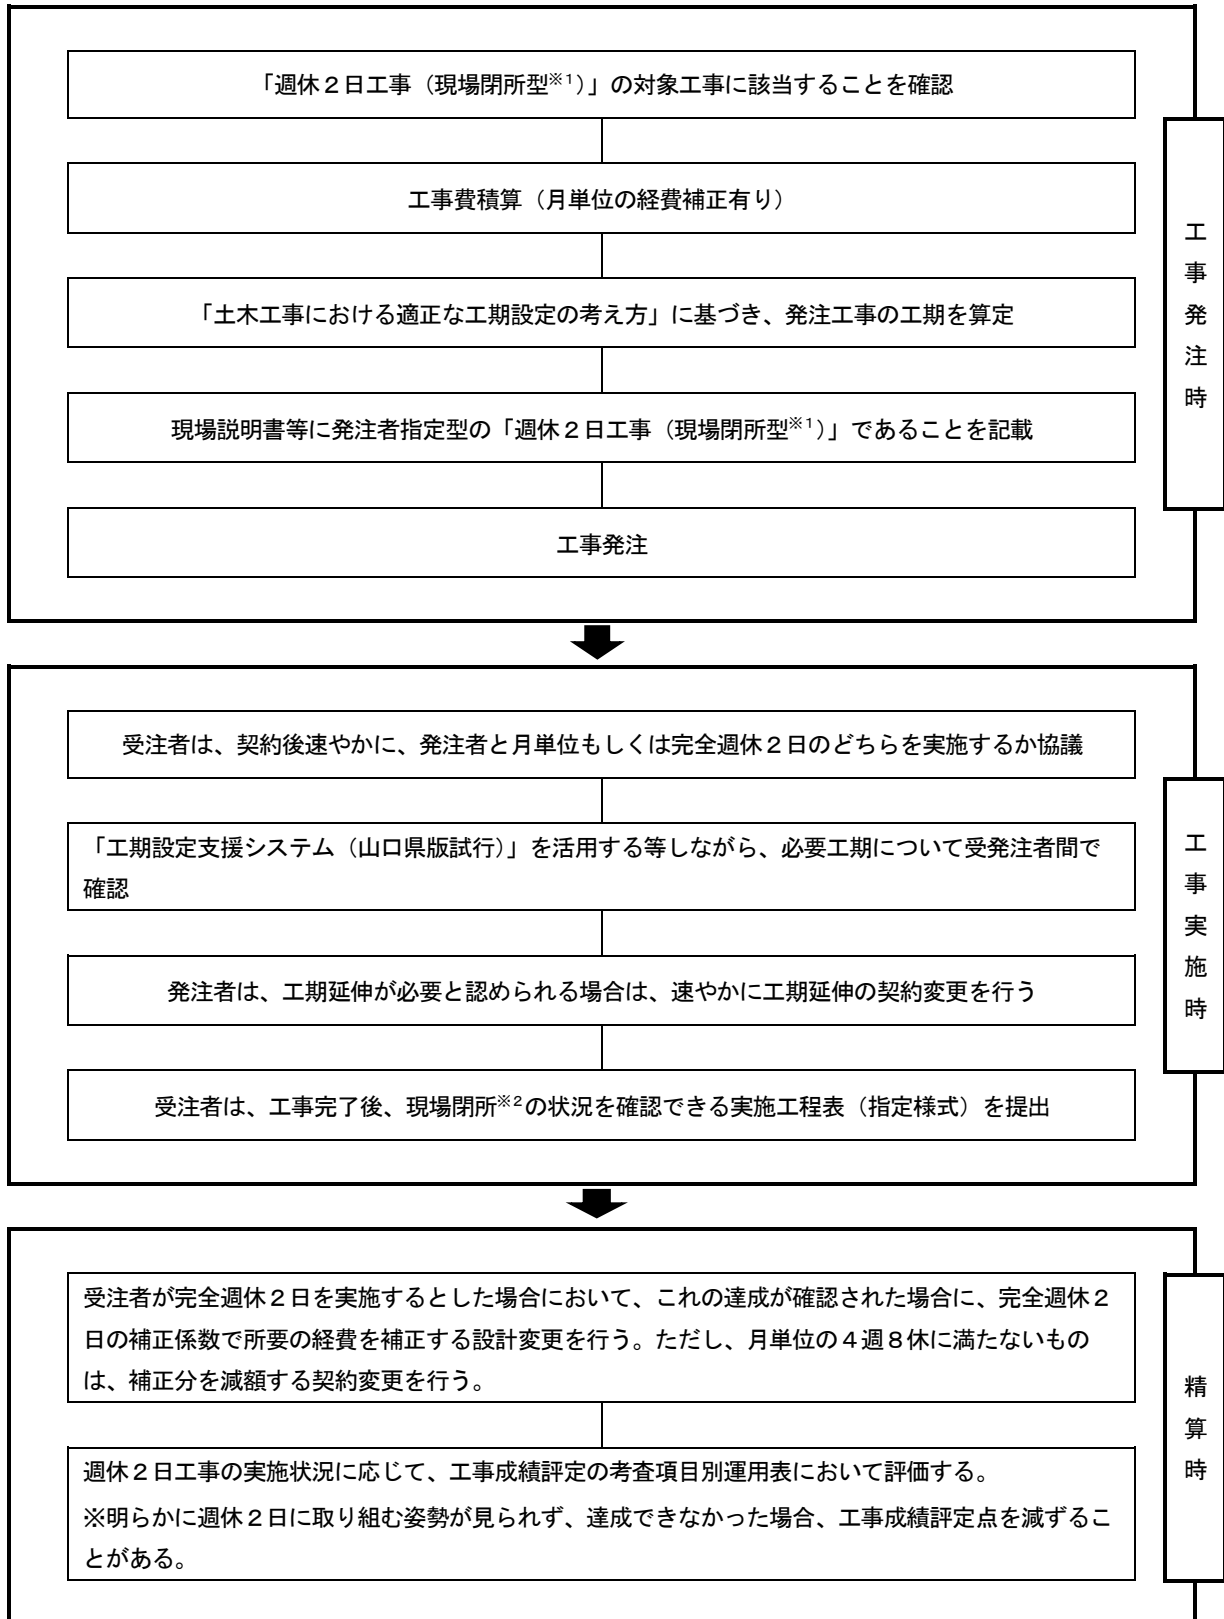 「週休２日工事（現場閉所型※１）」の対象工事に該当することを確認
工事費積算（月単位の経費補正有り）
「土木工事における適正な工期設定の考え方」に基づき、発注工事の工期を算定
現場説明書等に発注者指定型の「週休２日工事（現場閉所型※１）」であることを記載
工事発注
工事発注時
受注者は、契約後速やかに、発注者と月単位もしくは完全週休２日のどちらを実施するか協議
「工期設定支援システム（山口県版試行）」を活用する等しながら、必要工期について受発注者間で
確認
発注者は、工期延伸が必要と認められる場合は、速やかに工期延伸の契約変更を行う
受注者は、工事完了後、現場閉所※２の状況を確認できる実施工程表（指定様式）を提出
工事実施時
受注者が完全週休２日を実施するとした場合において、これの達成が確認された場合に、完全週休２
日の補正係数で所要の経費を補正する設計変更を行う。ただし、月単位の４週８休に満たないもの
は、補正分を減額する契約変更を行う。
週休２日工事の実施状況に応じて、工事成績評定の考査項目別運用表において評価する。
※明らかに週休２日に取り組む姿勢が見られず、達成できなかった場合、工事成績評定点を減ずるこ
とがある。
精算時